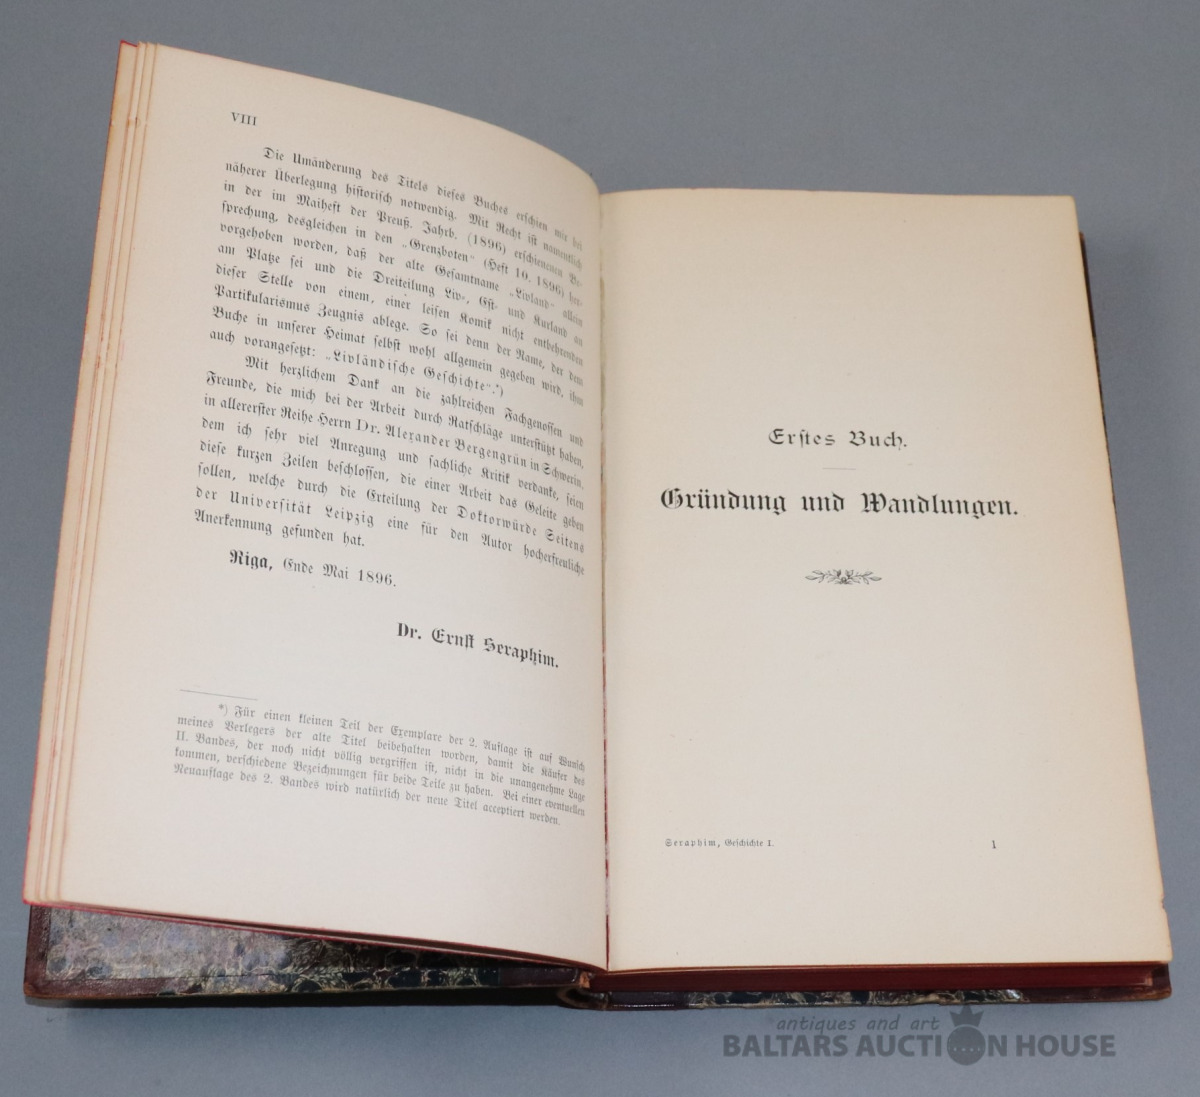 VIII
Die Umänderung des Titels dieses Buches erschien mir bei
näherer Überlegung historisch notwendig. Mit Recht ist namentlich
in der im Maiheft der Preuß. Jahrb. (1896) erschienenen Be-
sprechung, desgleichen in den „Grenzboten“ (Heft 10, 1896) her-
vorgehoben worden, daß der alte Gesamtname „Livland“ allein
am Platze sei und die Dreiteilung Liv-, Est- und Kurland an
dieser Stelle von einem, einer leisen Komik nicht entbehrenden
Partikularismus Zeugnis ablege. So sei denn der Name, der dem
Buche in unserer Heimat selbst wohl allgemein gegeben wird, ihm
auch vorangesetzt: „Livländische Geschichte“.*)
Mit herzlichem Dank an die zahlreichen Fachgenossen und
Freunde, die mich bei der Arbeit durch Ratschläge unterstützt haben,
in allererster Reihe Herrn Dr. Alexander Bergengrün in Schwerin,
dem ich sehr viel Anregung und sachliche Kritik verdanke, seien
diese kurzen Zeilen beschlossen, die einer Arbeit das Geleite geben
sollen, welche durch die Erteilung der Doktorwürde Seitens
der Universität Leipzig eine für den Autor hocherfreuliche
Anerkennung gefunden hat.
Riga, Ende Mai 1896.
Dr. Ernst Seraphim.
*) Für einen kleinen Teil der Exemplare der 2. Auflage ist auf Wunsch
meines Verlegers der alte Titel beibehalten worden, damit die Käufer des
II. Bandes, der noch nicht völlig vergriffen ist, nicht in die unangenehme Lage
kommen, verschiedene Bezeichnungen für beide Teile zu haben. Bei einer eventuellen
Neuauflage des 2. Bandes wird natürlich der neue Titel acceptiert werden.
Erstes Buch.
Gründung und Wandlungen.
Seraphim, Geschichte I.
1
antiques and art
BALTARS AUCTION HOUSE